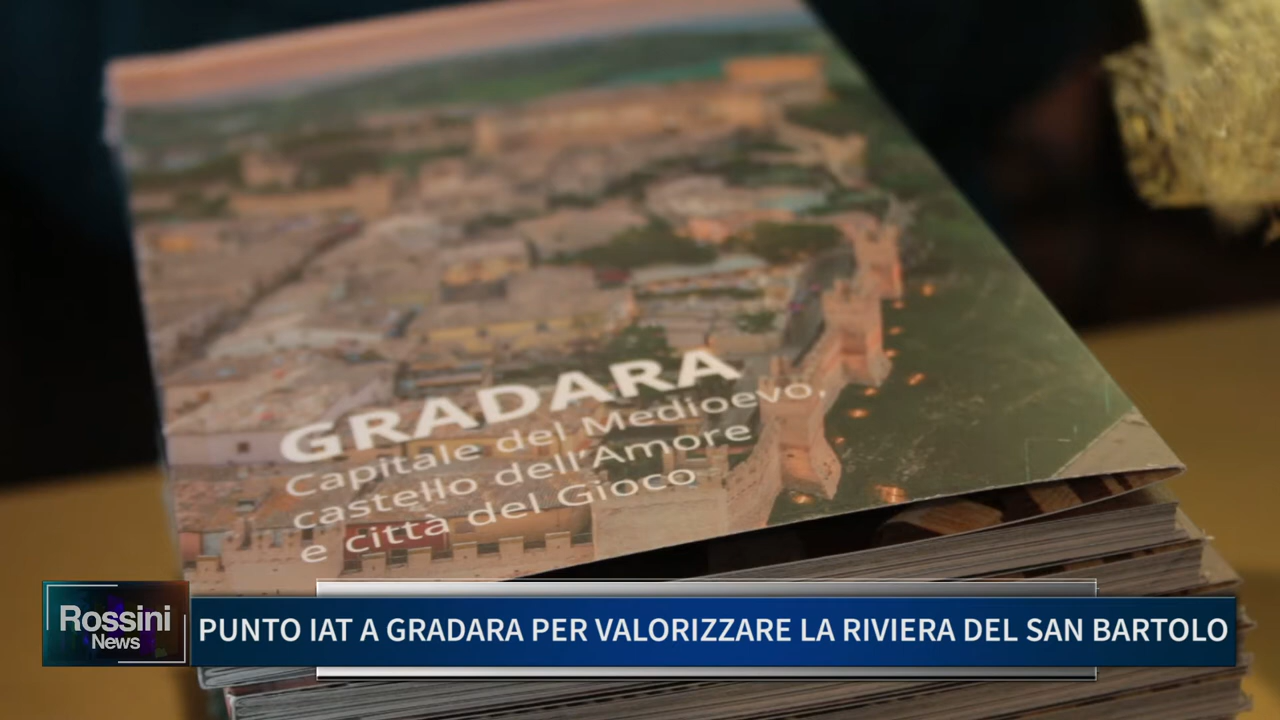 GRADARA
Capitale del Medioevo,
castello dell'Amore
e città del Gioco
Rossini
News
PUNTO IAT A GRADARA PER VALORIZZARE LA RIVIERA DEL SAN BARTOLO